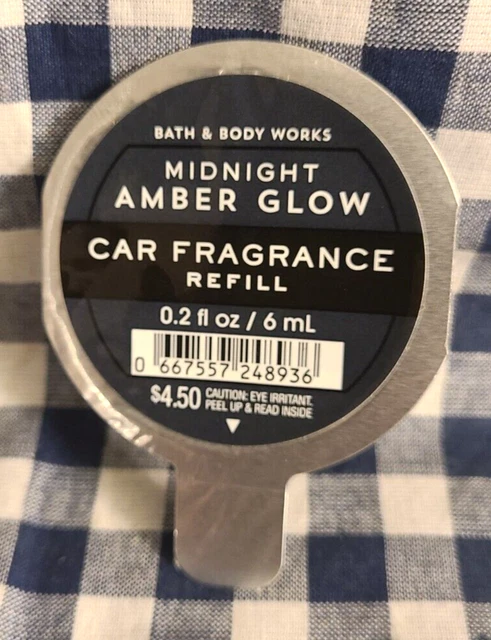 BATH & BODY WORKS
MIDNIGHT
AMBER GLOW
CAR FRAGRANCE
REFILL
0.2 fl oz / 6 mL
0 667557 248936
$4.50 CAUTION: EYE IRRITANT.
PEEL UP & READ INSIDE